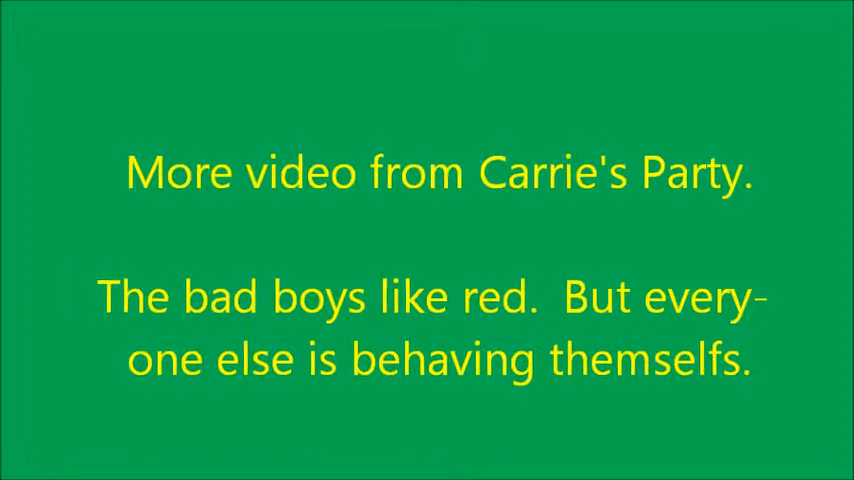 More video from Carrie's Party.
The bad boys like red.  But every-
one else is behaving themselfs.